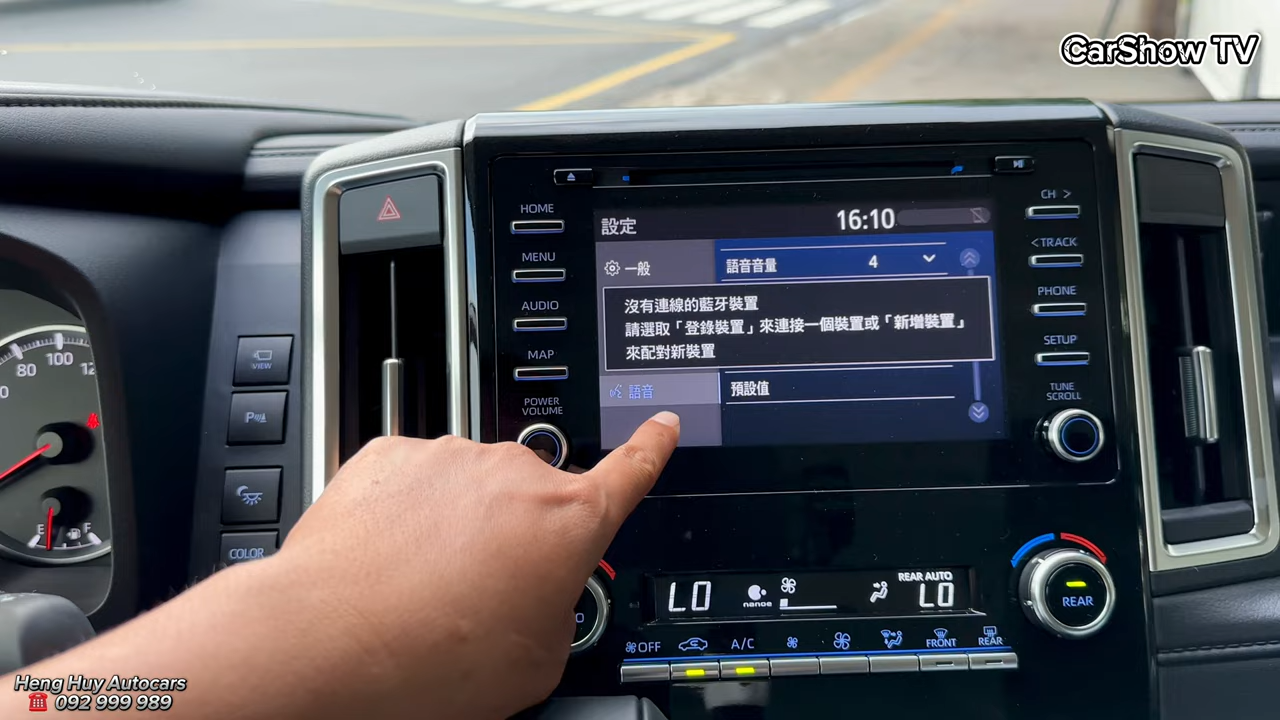 CarShow TV
HOME
MENU
AUDIO
MAP
POWER
VOLUME
設定
16:10
一般
語音音量
4
沒有連線的藍牙裝置
請選取「登錄裝置」來連接一個裝置或「新增裝置」
來配對新裝置
語音
預設值
CH >
< TRACK
PHONE
SETUP
TUNE
SCROLL
80
100
E
F
VIEW
P
COLOR
LO
nanoe
REAR AUTO
LO
REAR
OFF
A/C
FRONT
REAR
Heng Huy Autocars
092 999 989